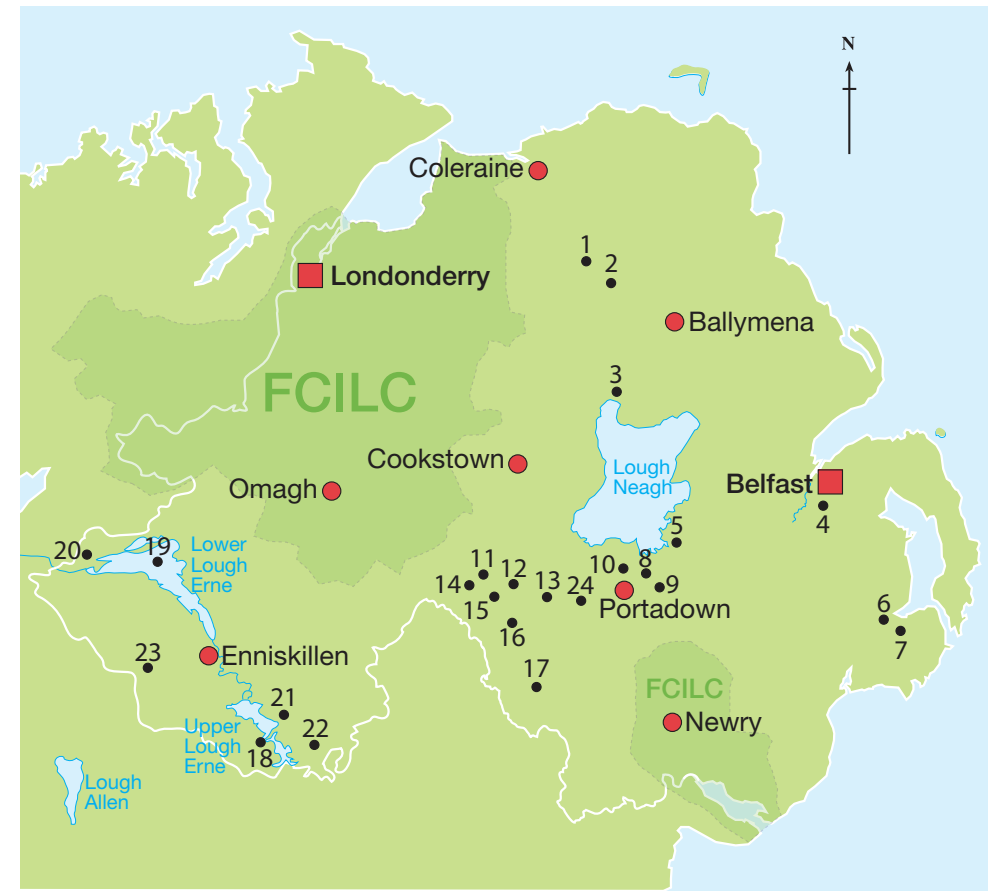 N
Coleraine
1
2
Londonderry
Ballymena
3
FCILC
Cookstown
Lough
Neagh
Belfast
Omagh
4
5
20
19
Lower
Lough
Erne
11
12
10
8
14
13
24
9
15
Portadown
16
6
7
Enniskillen
23
17
FCILC
21
Newry
Upper
Lough
Erne
22
18
Lough
Allen